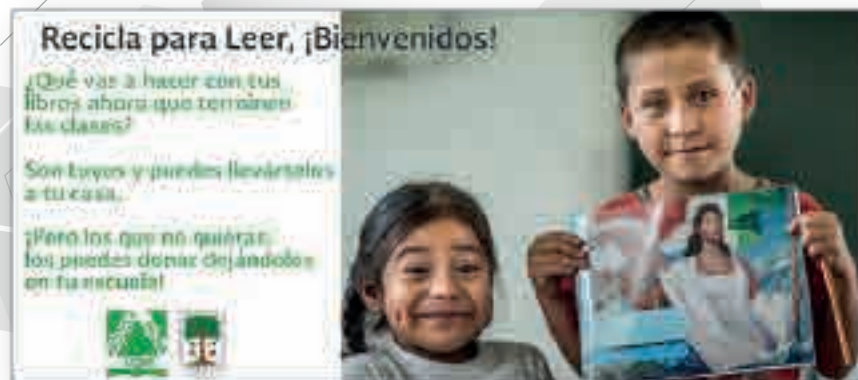 Recicla para Leer, ¡Bienvenidos!
¿Qué vas a hacer con tus
libros ahora que terminen
las clases?
Son tuyos y puedes llevártelos
a tu casa.
¡Pero los que no quieras,
los puedes donar dejándolos
en tu escuela!